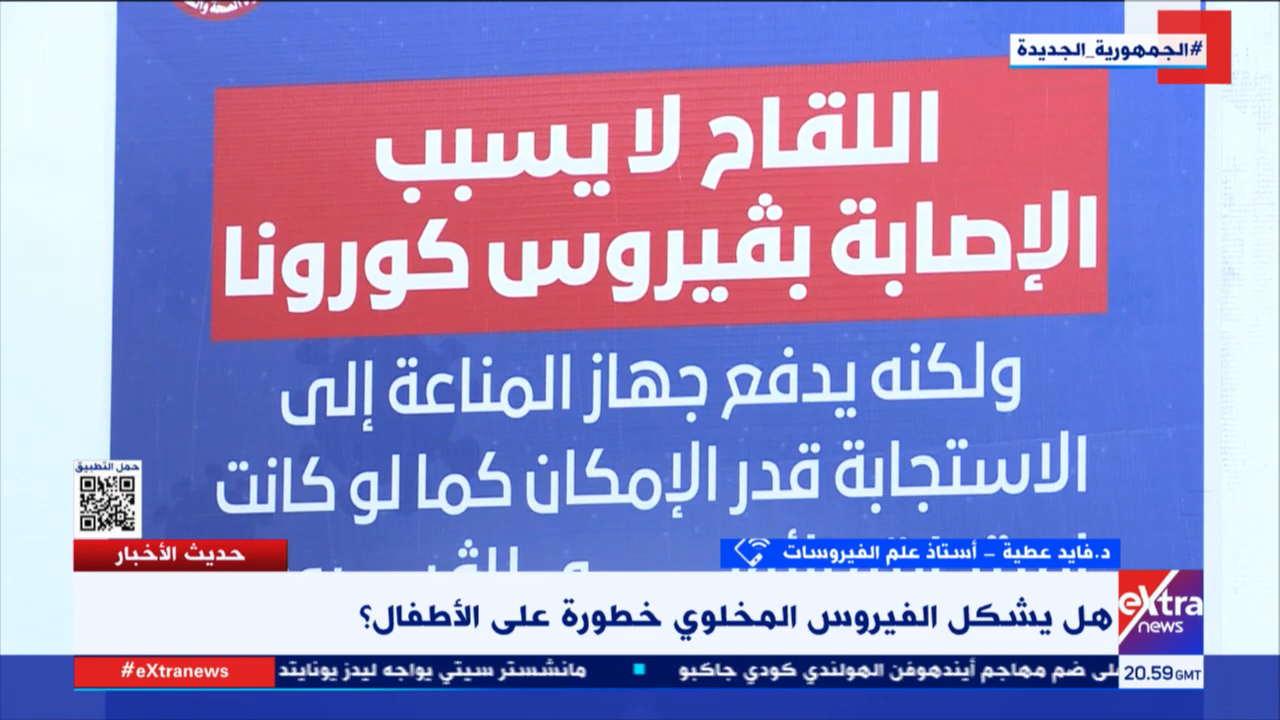 #الجمهورية_الجديدة
اللقاح لا يسبب
الإصابة بڤيروس كورونا
ولكنه يدفع جهاز المناعة إلى
الاستجابة قدر الإمكان كما لو كانت
حمل التطبيق
حديث الأخبار
د.فايد عطية – أستاذ علم الفيروسات
هل يشكل الفيروس المخلوي خطورة على الأطفال؟
eXtra
news
ضم مهاجم أيندهوفن الهولندي كودي جاكبو ■ مانشستر سيتي يواجه ليدز يونايتد
#eXtranews
20.59 GMT